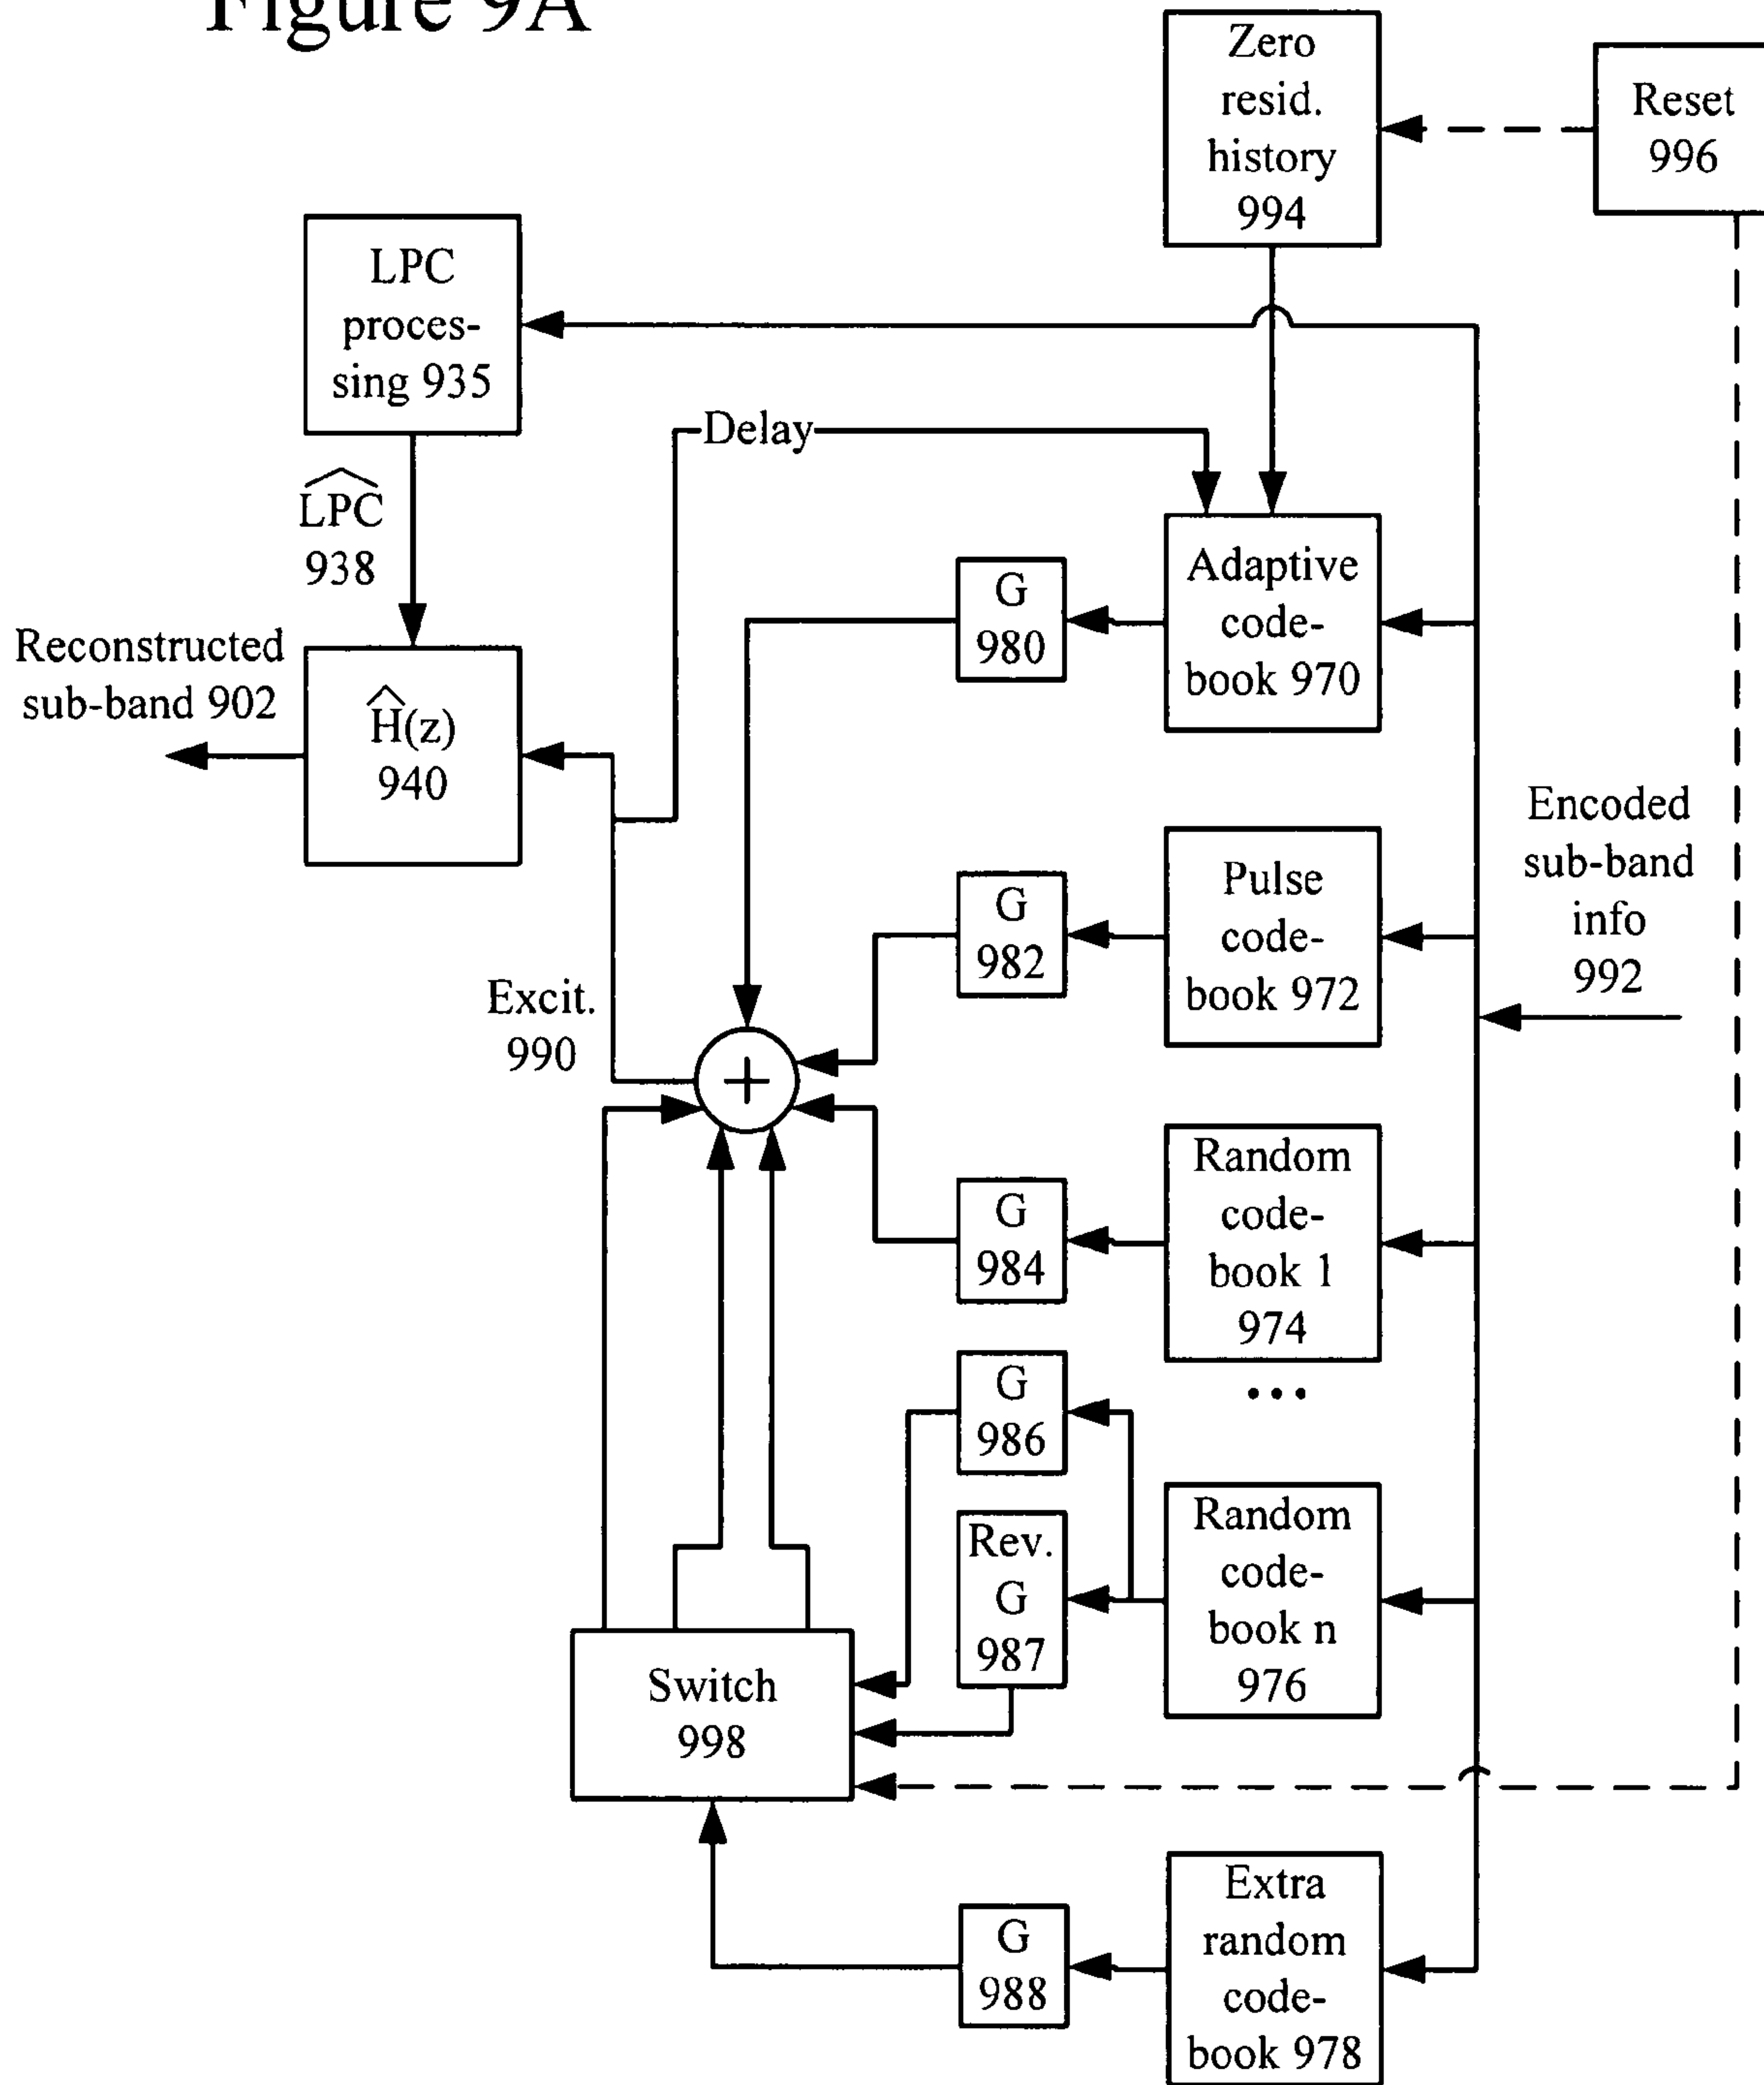 Figure 9A
Zero
resid.
history
994
Reset
996
LPC
proces-
sing 935
Delay
LPC
938
Adaptive
code-
book 970
G
980
Reconstructed
sub-band 902
Ĥ(z)
940
Encoded
sub-band
info
992
Pulse
code-
book 972
G
982
Excit.
990
+
Random
code-
book 1
974
G
984
...
G
986
Rev.
G
987
Random
code-
book n
976
Switch
998
Extra
random
code-
book 978
G
988